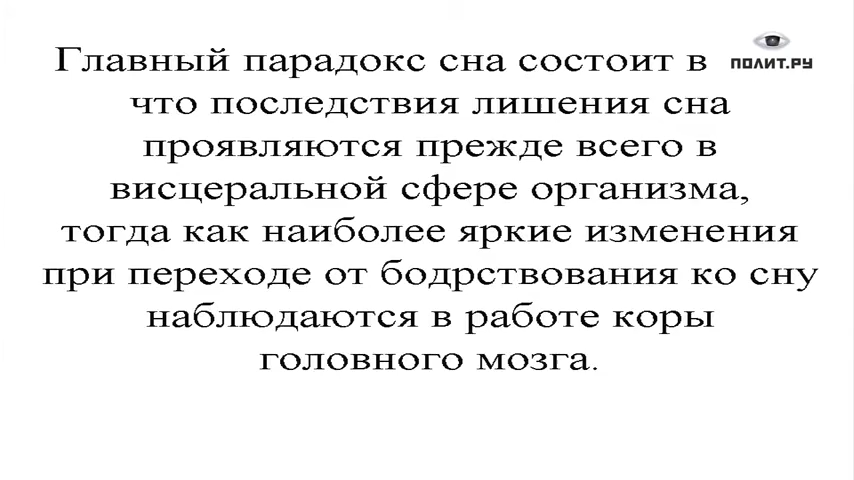 Главный парадокс сна состоит в
ПОЛИТ.РУ
что последствия лишения сна
проявляются прежде всего в
висцеральной сфере организма,
тогда как наиболее яркие изменения
при переходе от бодрствования ко сну
наблюдаются в работе коры
головного мозга.